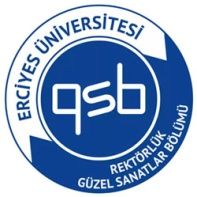 ERCİYES ÜNİVERSİTESİ
gsb
REKTÖRLÜK
GÜZEL SANATLAR BÖLÜMÜ